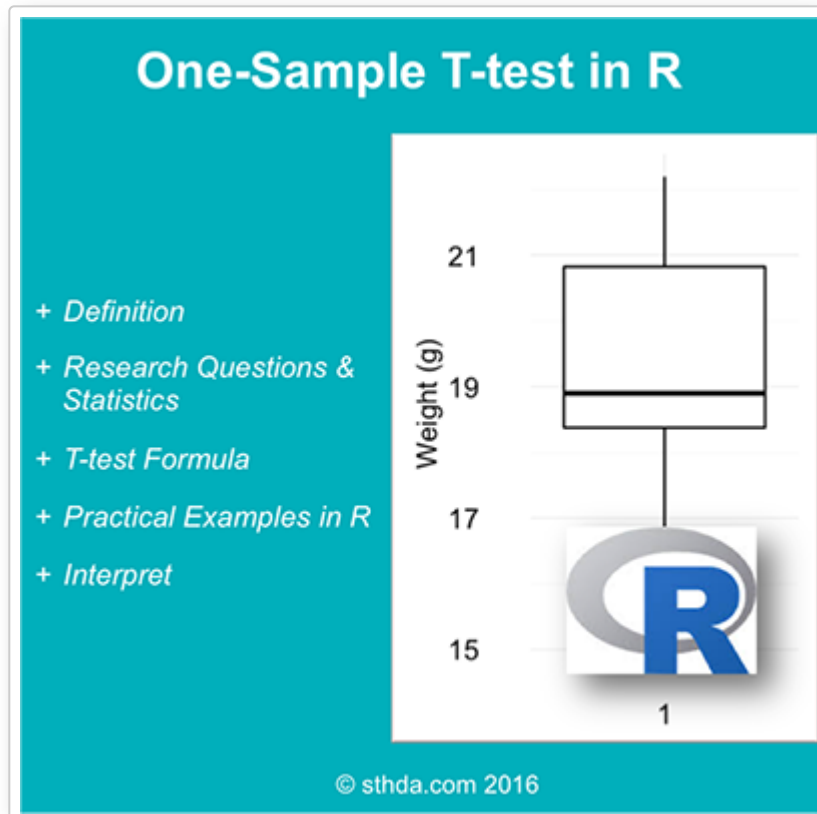 One-Sample T-test in R
+ Definition
+ Research Questions &
Statistics
+ T-test Formula
+ Practical Examples in R
+ Interpret
Weight (g)
21
19
17
15
1
R
© sthda.com 2016